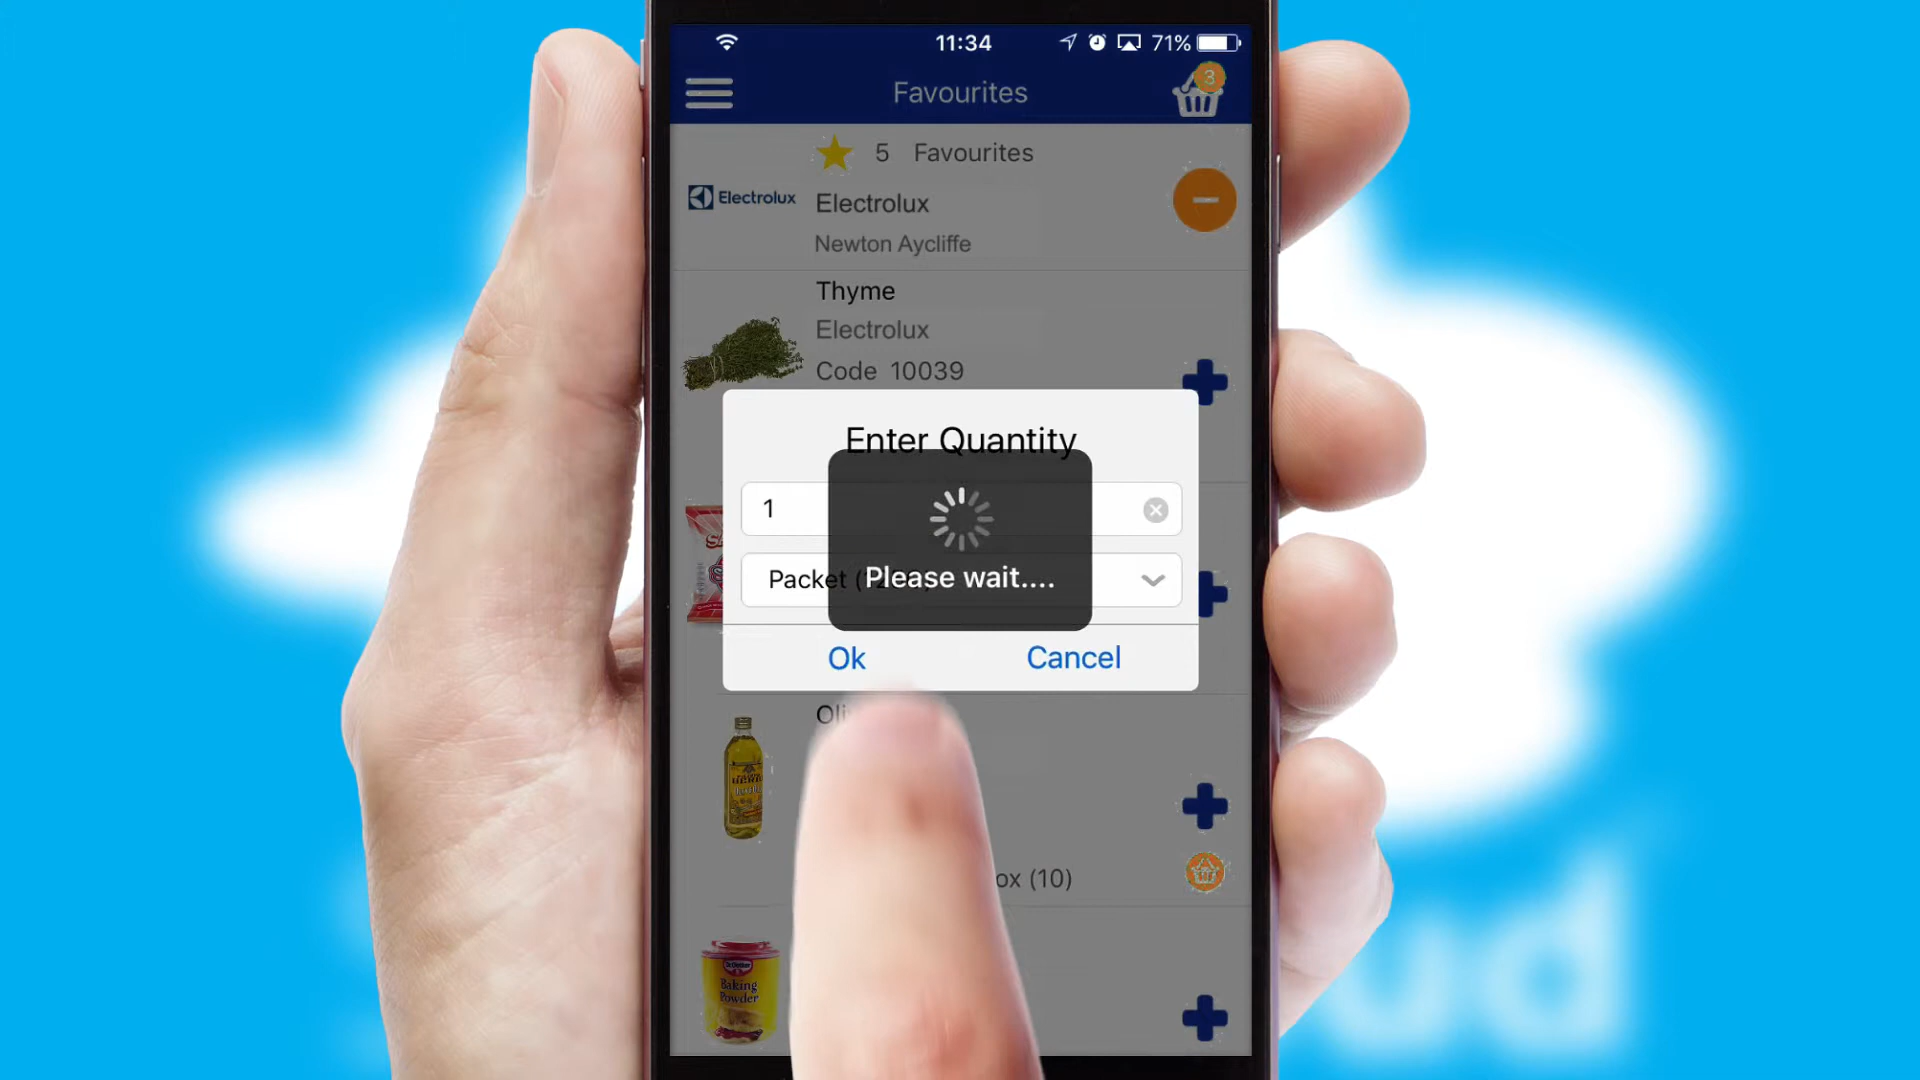 11:34
71%
Favourites
3
5 Favourites
Electrolux
Electrolux
Newton Aycliffe
Thyme
Electrolux
Code 10039
Enter Quantity
1
Packet
Please wait....
Ok
Cancel
ox (10)
Baking
Powder
ud